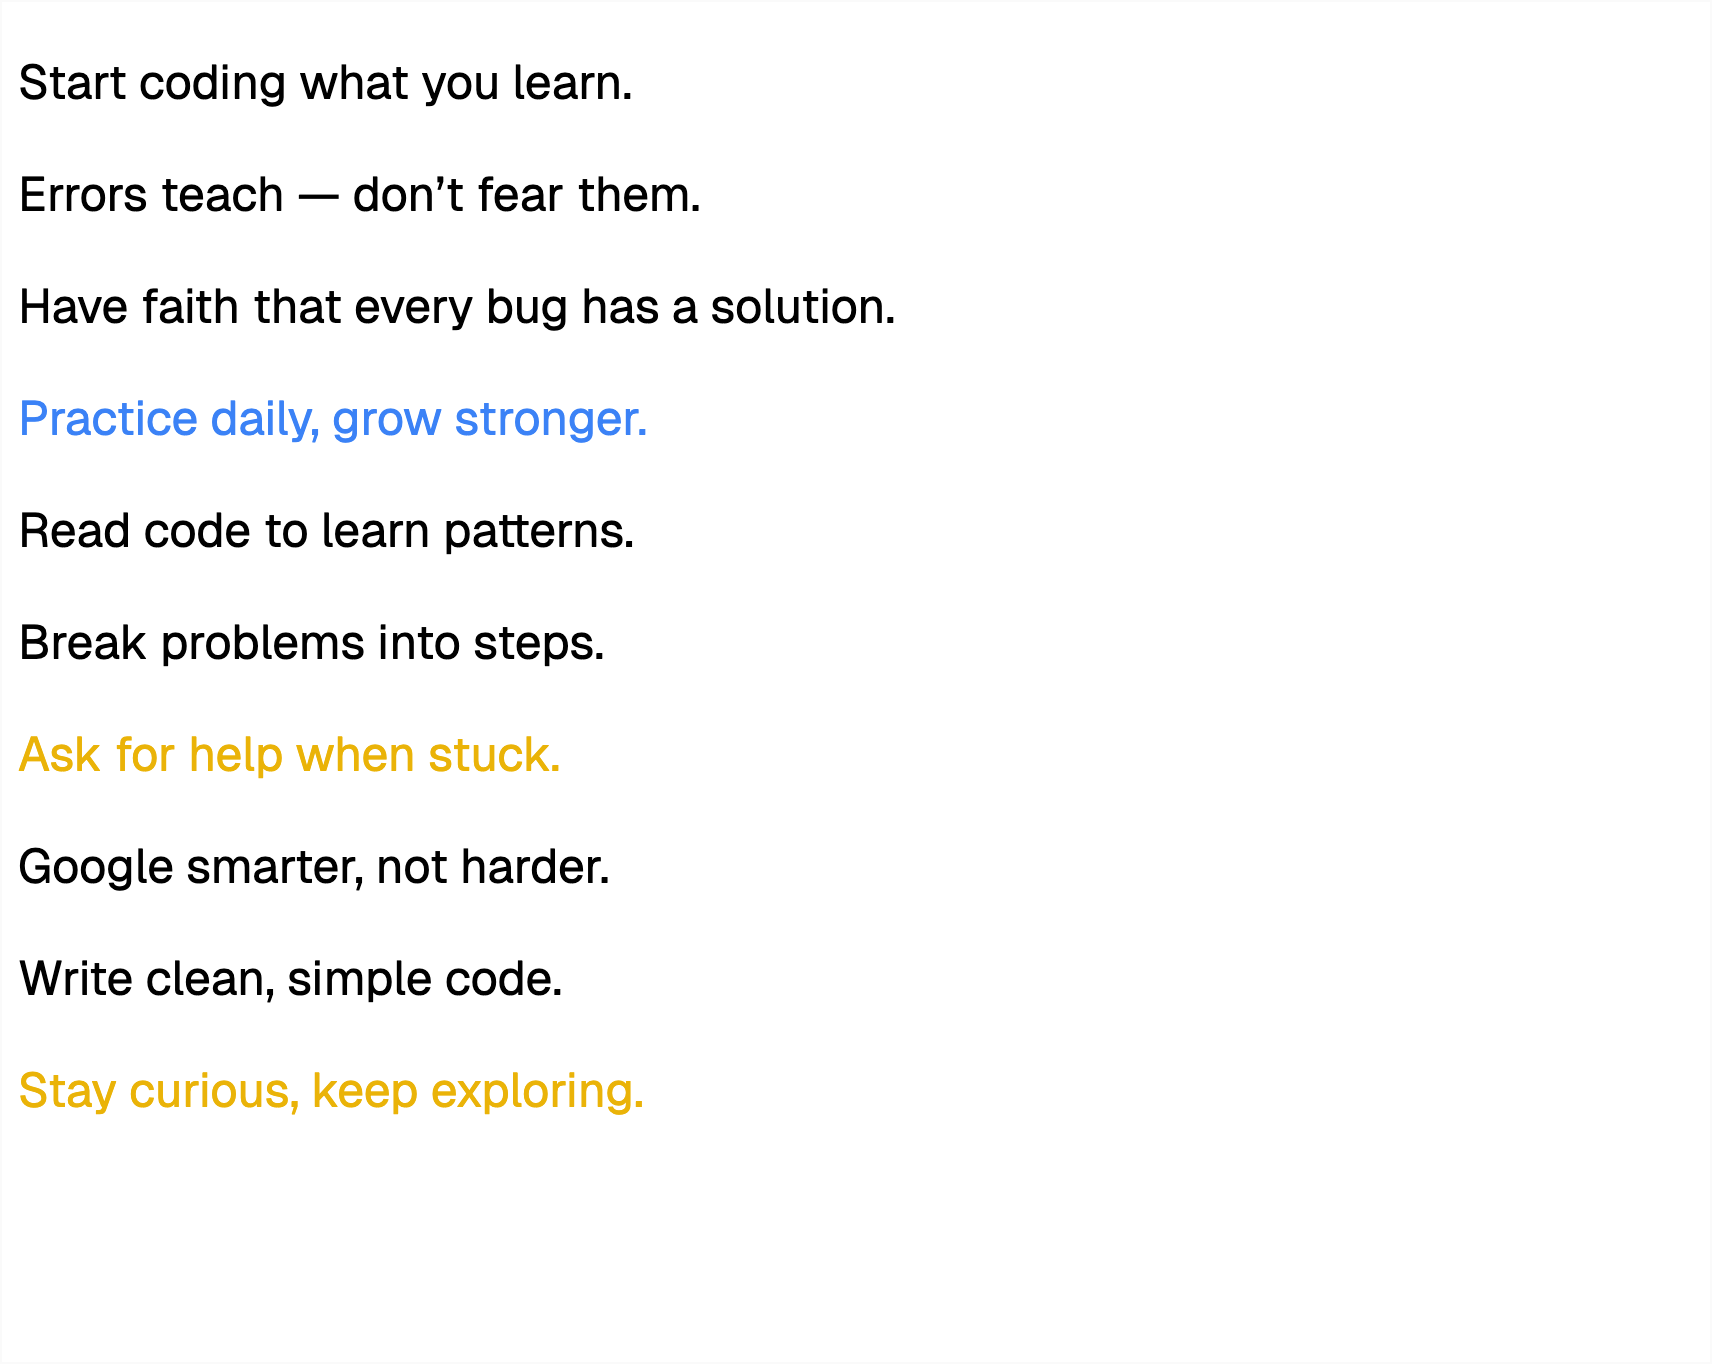 Start coding what you learn.
Errors teach — don’t fear them.
Have faith that every bug has a solution.
Practice daily, grow stronger.
Read code to learn patterns.
Break problems into steps.
Ask for help when stuck.
Google smarter, not harder.
Write clean, simple code.
Stay curious, keep exploring.